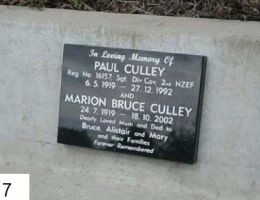 In Loving Memory Of
PAUL CULLEY
Reg No 16157 Sgt. Div Cav, 2nd NZEF
6. 5. 1919 — 27. 12. 1992
AND
MARION BRUCE CULLEY
24. 7. 1919 — 18. 10. 2002
Dearly Loved Mum and Dad to
Bruce, Alistair and Mary
and their Families
Forever Remembered
7